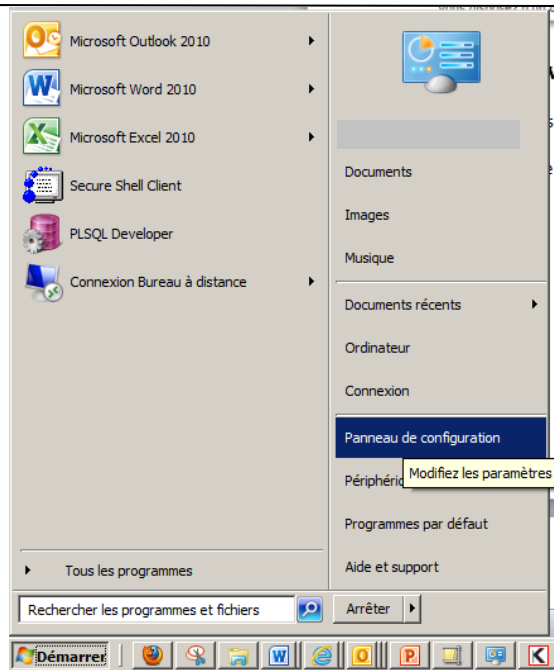 Microsoft Outlook 2010
Microsoft Word 2010
Microsoft Excel 2010
Secure Shell Client
PLSQL Developer
Connexion Bureau à distance
Tous les programmes
Rechercher les programmes et fichiers
Documents
Images
Musique
Documents récents
Ordinateur
Connexion
Panneau de configuration
Modifiez les paramètres
Programmes par défaut
Aide et support
Arrêter
Démarrer